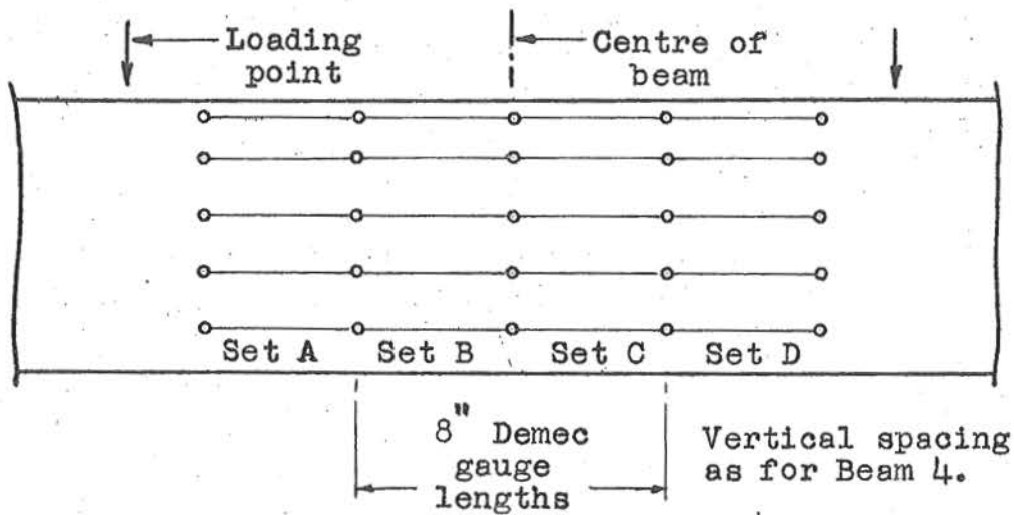 Loading
point
Centre of
beam
Set A
Set B
Set C
Set D
8" Demec
gauge
lengths
Vertical spacing
as for Beam 4.